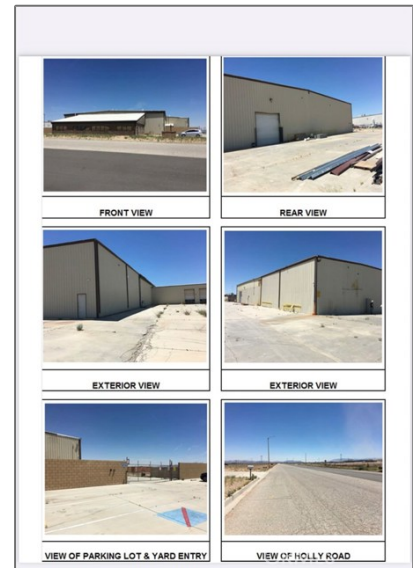 FRONT VIEW
REAR VIEW
EXTERIOR VIEW
EXTERIOR VIEW
VIEW OF PARKING LOT & YARD ENTRY
VIEW OF HOLLY ROAD